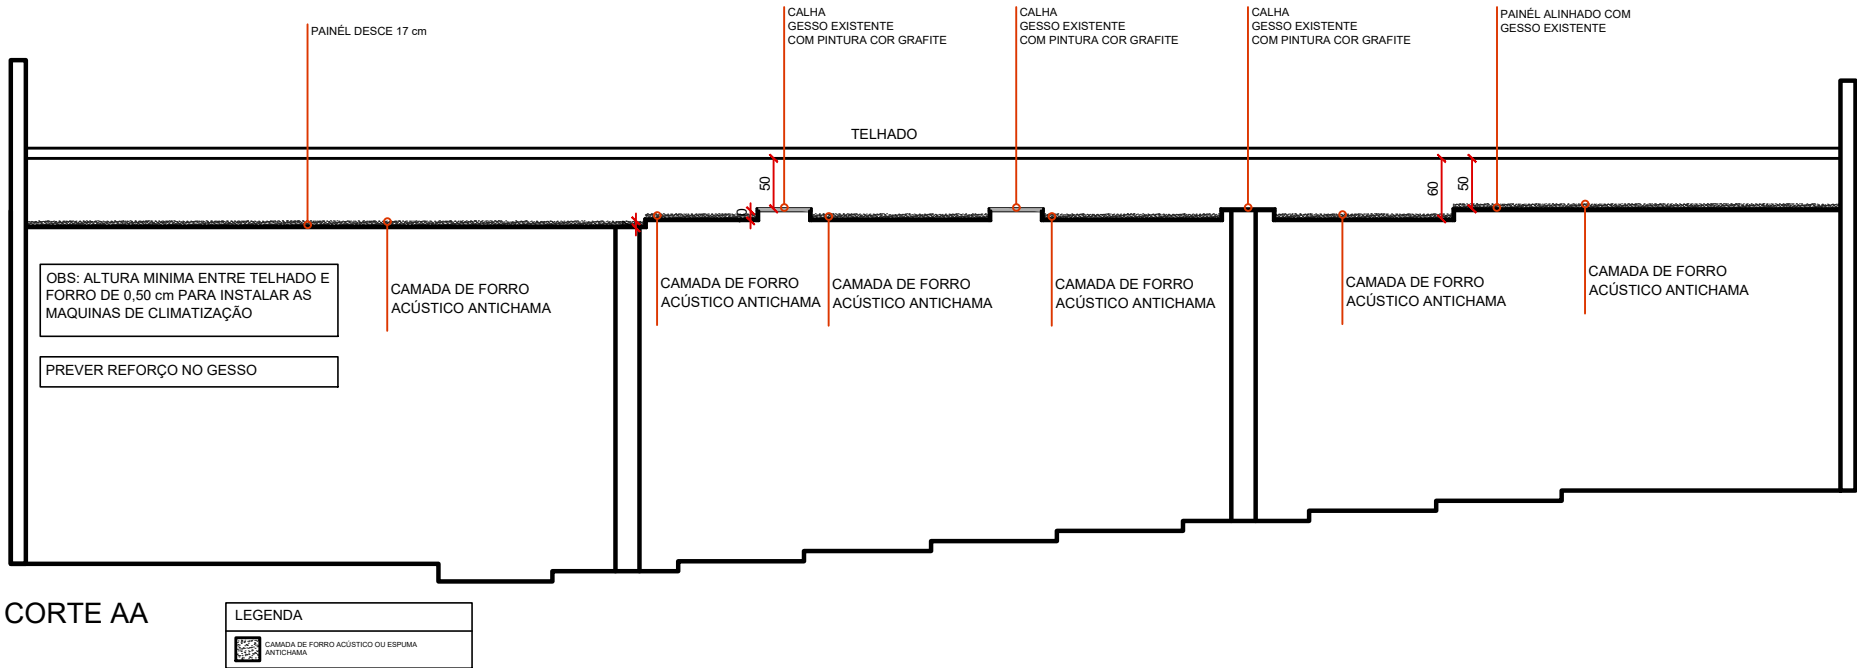 PAINÉL DESCE 17 cm
CALHA
GESSO EXISTENTE
COM PINTURA COR GRAFITE
CALHA
GESSO EXISTENTE
COM PINTURA COR GRAFITE
CALHA
GESSO EXISTENTE
COM PINTURA COR GRAFITE
PAINÉL ALINHADO COM
GESSO EXISTENTE
TELHADO
50
60
50
OBS: ALTURA MINIMA ENTRE TELHADO E
FORRO DE 0,50 cm PARA INSTALAR AS
MAQUINAS DE CLIMATIZAÇÃO
PREVER REFORÇO NO GESSO
CAMADA DE FORRO
ACÚSTICO ANTICHAMA
CAMADA DE FORRO
ACÚSTICO ANTICHAMA
CAMADA DE FORRO
ACÚSTICO ANTICHAMA
CAMADA DE FORRO
ACÚSTICO ANTICHAMA
CAMADA DE FORRO
ACÚSTICO ANTICHAMA
CAMADA DE FORRO
ACÚSTICO ANTICHAMA
CORTE AA
LEGENDA
CAMADA DE FORRO ACÚSTICO OU ESPUMA
ANTICHAMA